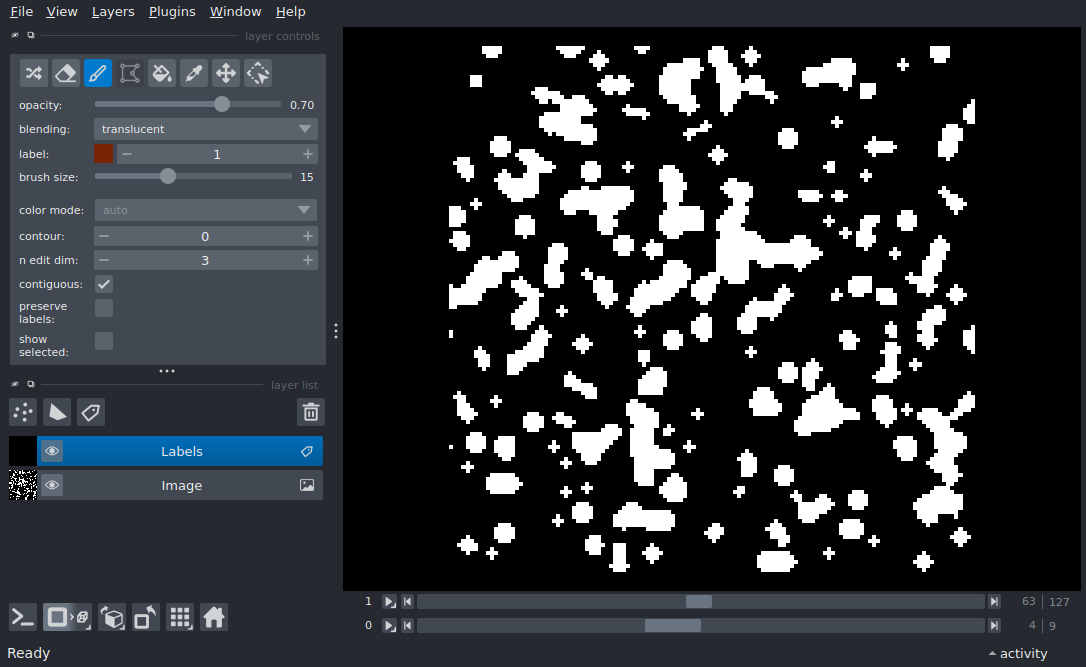 File View Layers Plugins Window Help
layer controls
opacity: 0.70
blending: translucent
label: 1
brush size: 15
color mode: auto
contour: 0
n edit dim: 3
contiguous:
preserve
labels:
show
selected:
layer list
Labels
Image
1 63 | 127
0 4 | 9
Ready activity